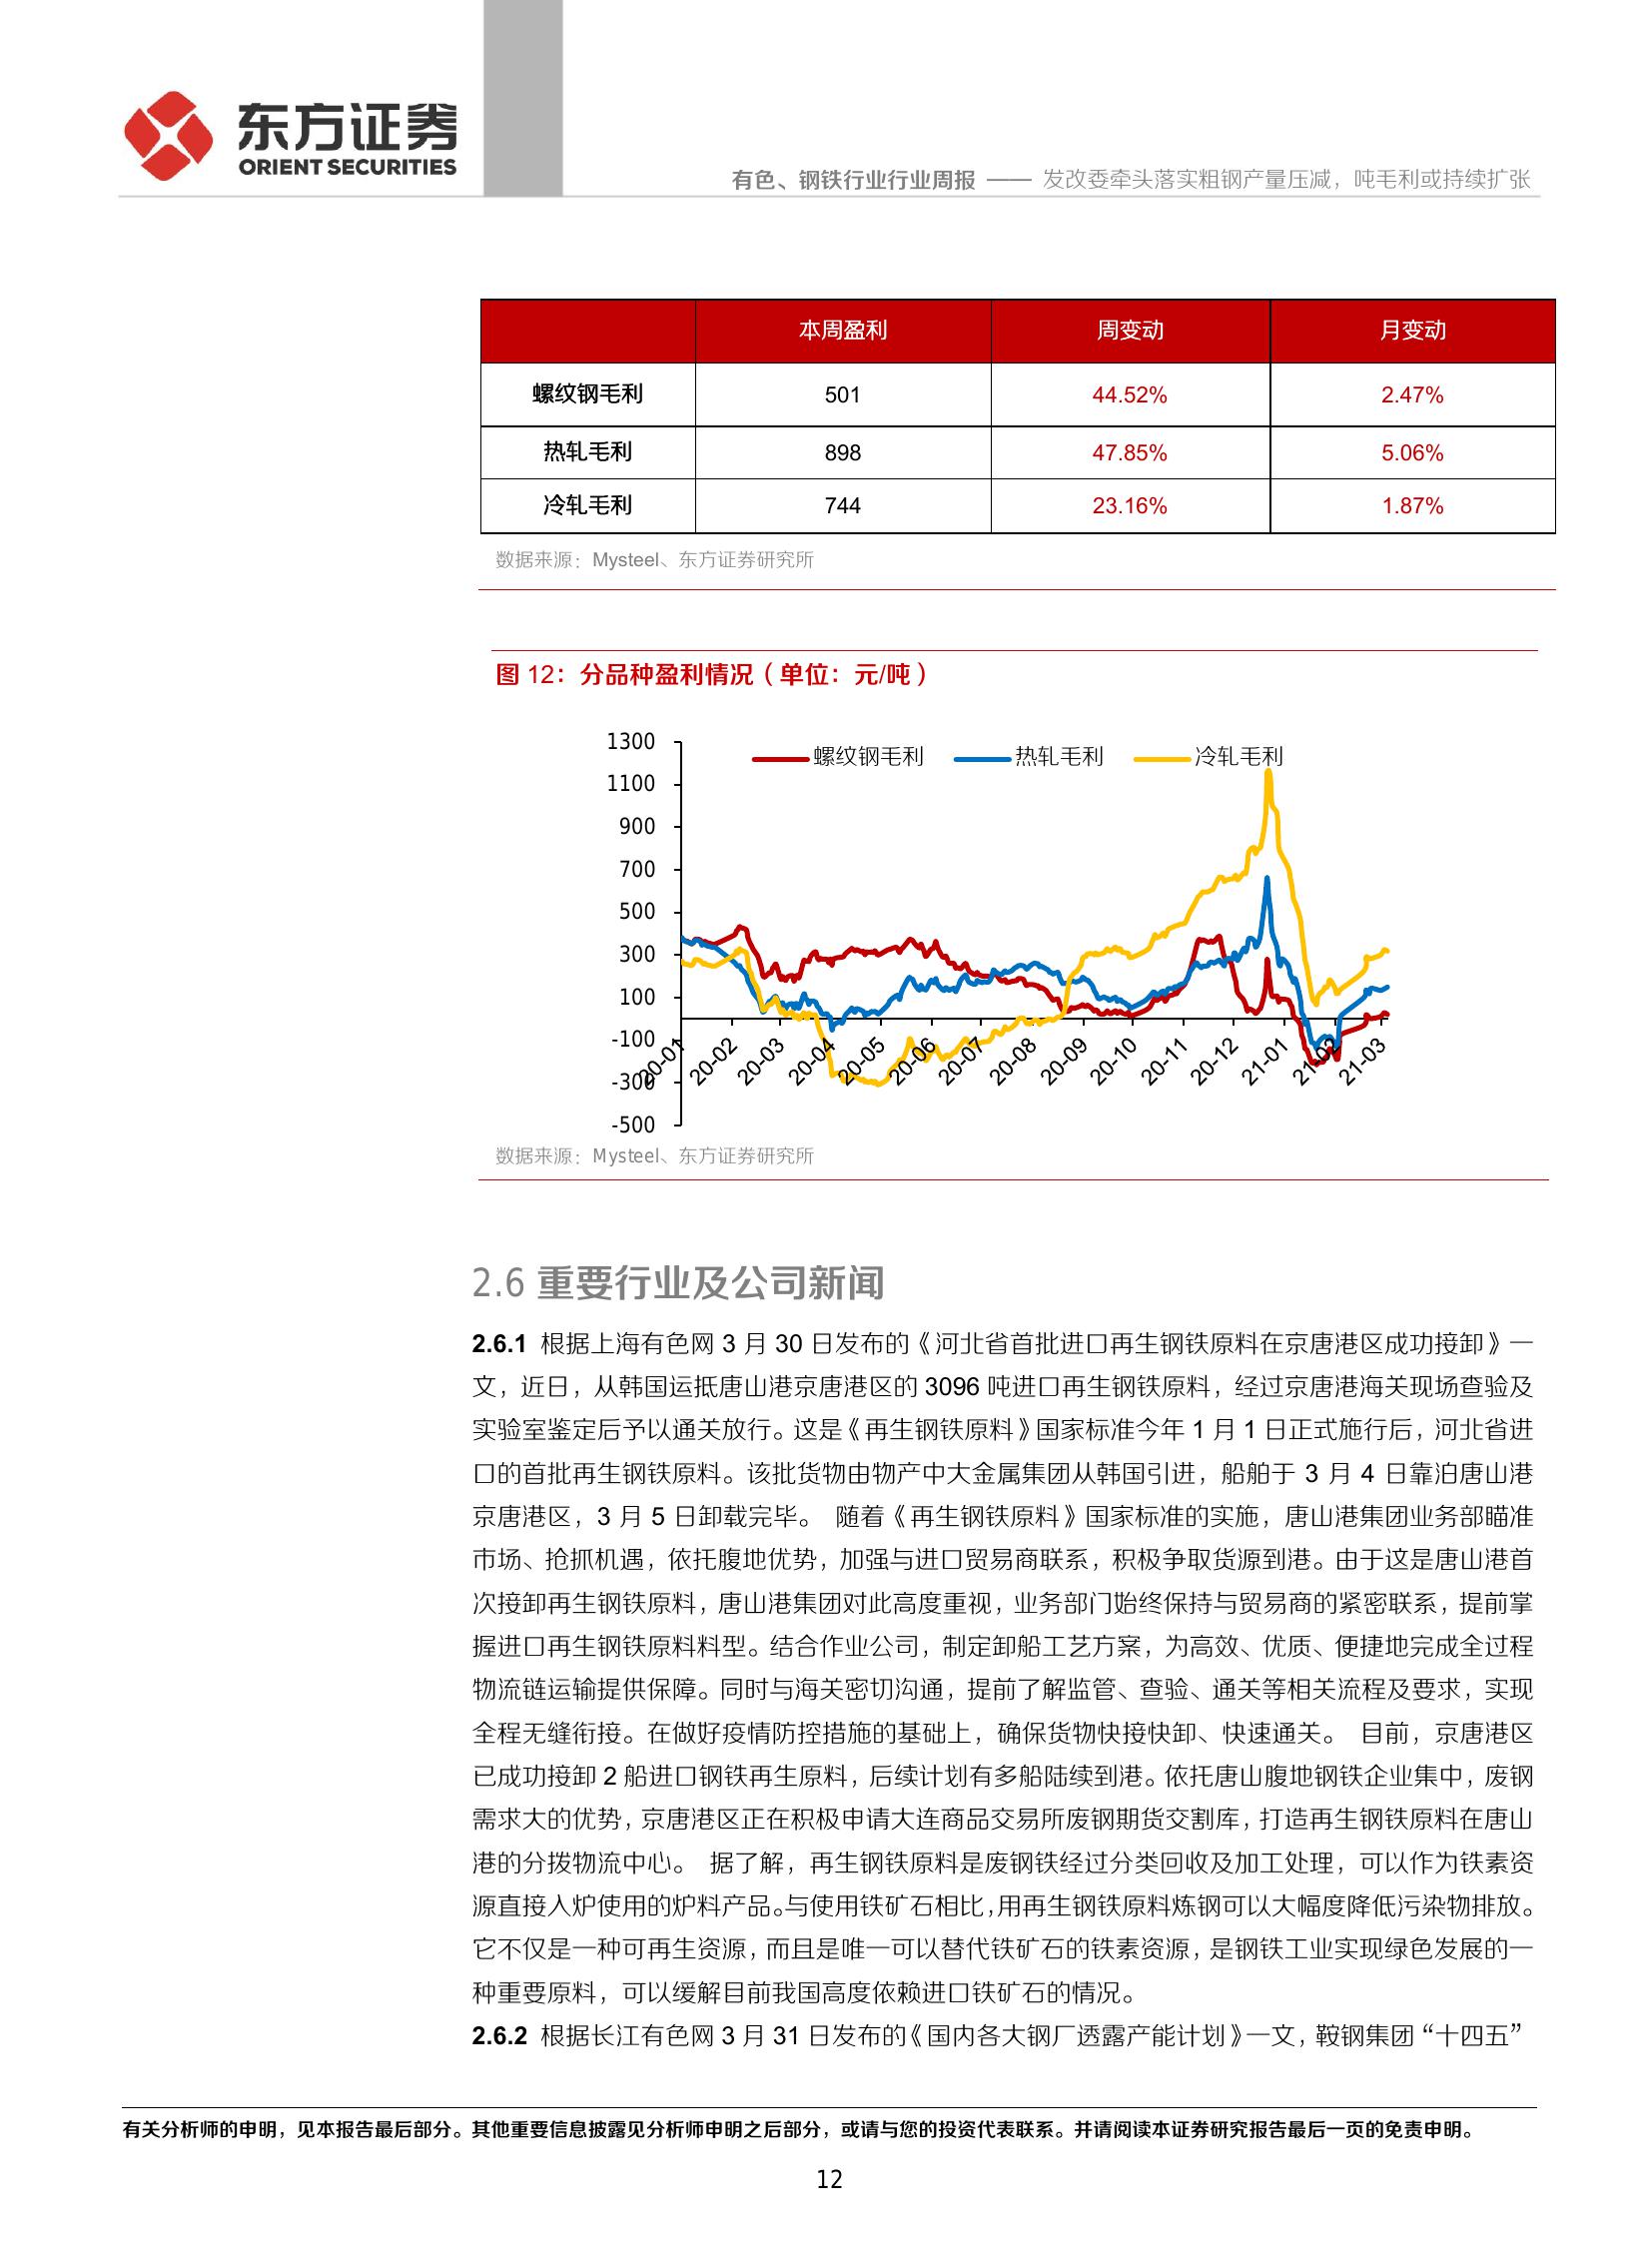 东方证券
ORIENT SECURITIES
有色、钢铁行业行业周报 —— 发改委牵头落实粗钢产量压减，吨毛利或持续扩张
本周盈利 周变动 月变动
螺纹钢毛利 501 44.52% 2.47%
热轧毛利 898 47.85% 5.06%
冷轧毛利 744 23.16% 1.87%
数据来源：Mysteel、东方证券研究所
图 12：分品种盈利情况（单位：元/吨）
螺纹钢毛利 热轧毛利 冷轧毛利
1300
1100
900
700
500
300
100
-100
-300
-500
20-01 20-02 20-03 20-04 20-05 20-06 20-07 20-08 20-09 20-10 20-11 20-12 21-01 21-02 21-03
数据来源：Mysteel、东方证券研究所
2.6 重要行业及公司新闻
2.6.1 根据上海有色网 3 月 30 日发布的《河北省首批进口再生钢铁原料在京唐港区成功接卸》一
文，近日，从韩国运抵唐山港京唐港区的 3096 吨进口再生钢铁原料，经过京唐港海关现场查验及
实验室鉴定后予以通关放行。这是《再生钢铁原料》国家标准今年 1 月 1 日正式施行后，河北省进
口的首批再生钢铁原料。该批货物由物产中大金属集团从韩国引进，船舶于 3 月 4 日靠泊唐山港
京唐港区，3 月 5 日卸载完毕。 随着《再生钢铁原料》国家标准的实施，唐山港集团业务部瞄准
市场、抢抓机遇，依托腹地优势，加强与进口贸易商联系，积极争取货源到港。由于这是唐山港首
次接卸再生钢铁原料，唐山港集团对此高度重视，业务部门始终保持与贸易商的紧密联系，提前掌
握进口再生钢铁原料料型。结合作业公司，制定卸船工艺方案，为高效、优质、便捷地完成全过程
物流链运输提供保障。同时与海关密切沟通，提前了解监管、查验、通关等相关流程及要求，实现
全程无缝衔接。在做好疫情防控措施的基础上，确保货物快接快卸、快速通关。 目前，京唐港区
已成功接卸 2 船进口钢铁再生原料，后续计划有多船陆续到港。依托唐山腹地钢铁企业集中，废钢
需求大的优势，京唐港区正在积极申请大连商品交易所废钢期货交割库，打造再生钢铁原料在唐山
港的分拨物流中心。 据了解，再生钢铁原料是废钢铁经过分类回收及加工处理，可以作为铁素资
源直接入炉使用的炉料产品。与使用铁矿石相比，用再生钢铁原料炼钢可以大幅度降低污染物排放。
它不仅是一种可再生资源，而且是唯一可以替代铁矿石的铁素资源，是钢铁工业实现绿色发展的一
种重要原料，可以缓解目前我国高度依赖进口铁矿石的情况。
2.6.2 根据长江有色网 3 月 31 日发布的《国内各大钢厂透露产能计划》一文，鞍钢集团 “十四五”
有关分析师的申明，见本报告最后部分。其他重要信息披露见分析师申明之后部分，或请与您的投资代表联系。并请阅读本证券研究报告最后一页的免责申明。
12